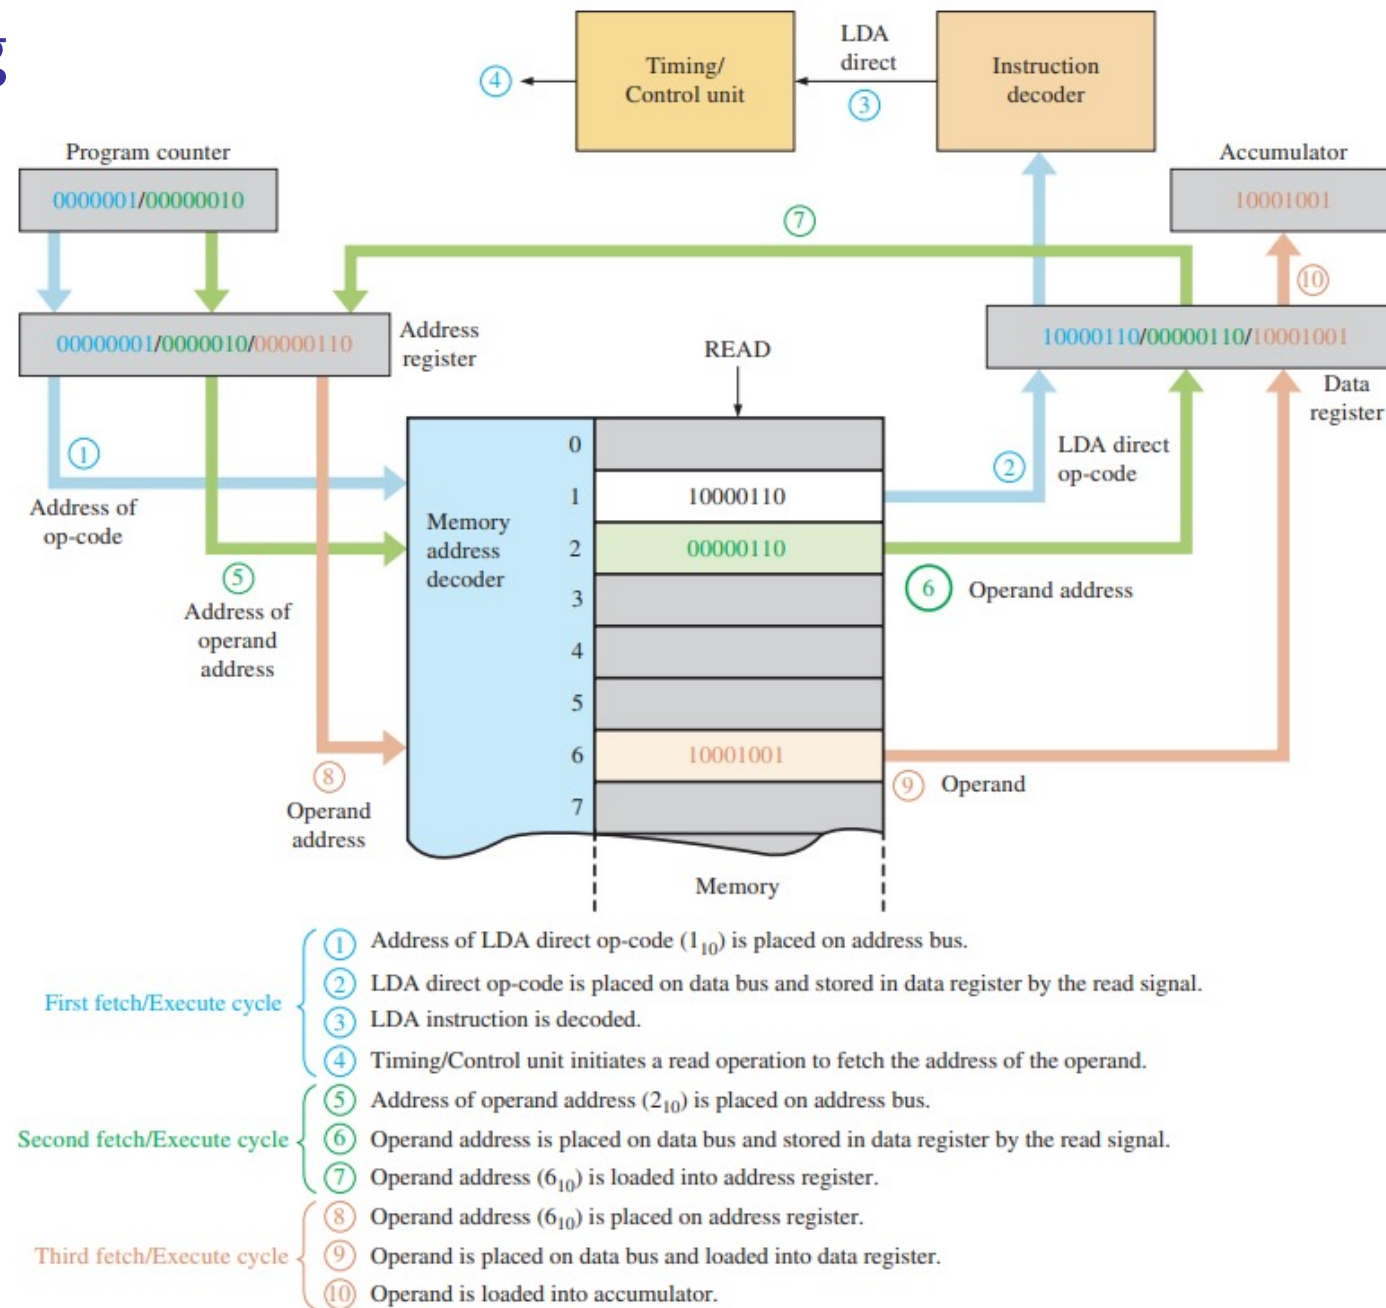 g
LDA
direct
Timing/
Control unit
Instruction
decoder
4
3
Program counter
Accumulator
0000001/00000010
10001001
7
10
00000001/0000010/00000110
Address
register
READ
10000110/00000110/10001001
Data
register
0
1
LDA direct
op-code
2
1
10000110
Address of
op-code
Memory
address
decoder
2
00000110
5
3
6
Operand address
Address of
operand
address
4
5
6
10001001
8
9
Operand
Operand
address
7
Memory
First fetch/Execute cycle
1 Address of LDA direct op-code (1₁₀) is placed on address bus.
2 LDA direct op-code is placed on data bus and stored in data register by the read signal.
3 LDA instruction is decoded.
4 Timing/Control unit initiates a read operation to fetch the address of the operand.
Second fetch/Execute cycle
5 Address of operand address (2₁₀) is placed on address bus.
6 Operand address is placed on data bus and stored in data register by the read signal.
7 Operand address (6₁₀) is loaded into address register.
Third fetch/Execute cycle
8 Operand address (6₁₀) is placed on address register.
9 Operand is placed on data bus and loaded into data register.
10 Operand is loaded into accumulator.